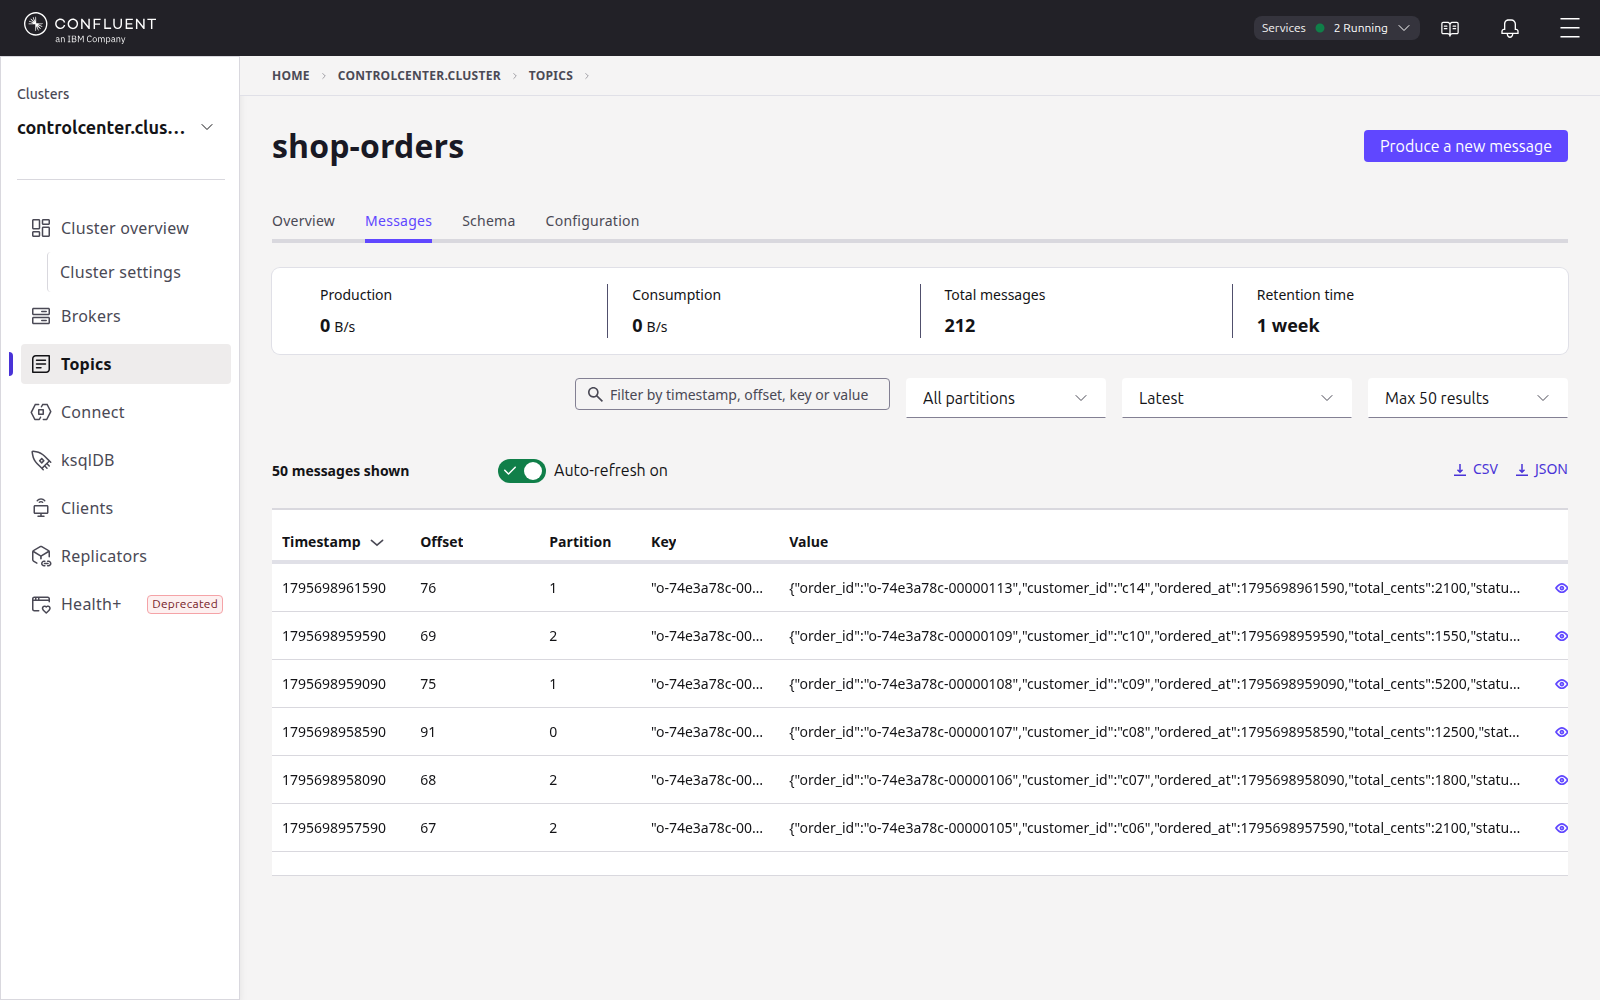 CONFLUENT
an IBM Company
Services 2 Running
Clusters
controlcenter.clus...
Cluster overview
Cluster settings
Brokers
Topics
Connect
ksqlDB
Clients
Replicators
Health+ Deprecated
HOME CONTROLCENTER.CLUSTER TOPICS
shop-orders
Produce a new message
Overview Messages Schema Configuration
Production Consumption Total messages Retention time
0 B/s 0 B/s 212 1 week
Filter by timestamp, offset, key or value All partitions Latest Max 50 results
50 messages shown Auto-refresh on CSV JSON
Timestamp Offset Partition Key Value
1795698961590 76 1 "o-74e3a78c-00... {"order_id":"o-74e3a78c-00000113","customer_id":"c14","ordered_at":1795698961590,"total_cents":2100,"statu...
1795698959590 69 2 "o-74e3a78c-00... {"order_id":"o-74e3a78c-00000109","customer_id":"c10","ordered_at":1795698959590,"total_cents":1550,"statu...
1795698959090 75 1 "o-74e3a78c-00... {"order_id":"o-74e3a78c-00000108","customer_id":"c09","ordered_at":1795698959090,"total_cents":5200,"statu...
1795698958590 91 0 "o-74e3a78c-00... {"order_id":"o-74e3a78c-00000107","customer_id":"c08","ordered_at":1795698958590,"total_cents":12500,"stat...
1795698958090 68 2 "o-74e3a78c-00... {"order_id":"o-74e3a78c-00000106","customer_id":"c07","ordered_at":1795698958090,"total_cents":1800,"statu...
1795698957590 67 2 "o-74e3a78c-00... {"order_id":"o-74e3a78c-00000105","customer_id":"c06","ordered_at":1795698957590,"total_cents":2100,"statu...